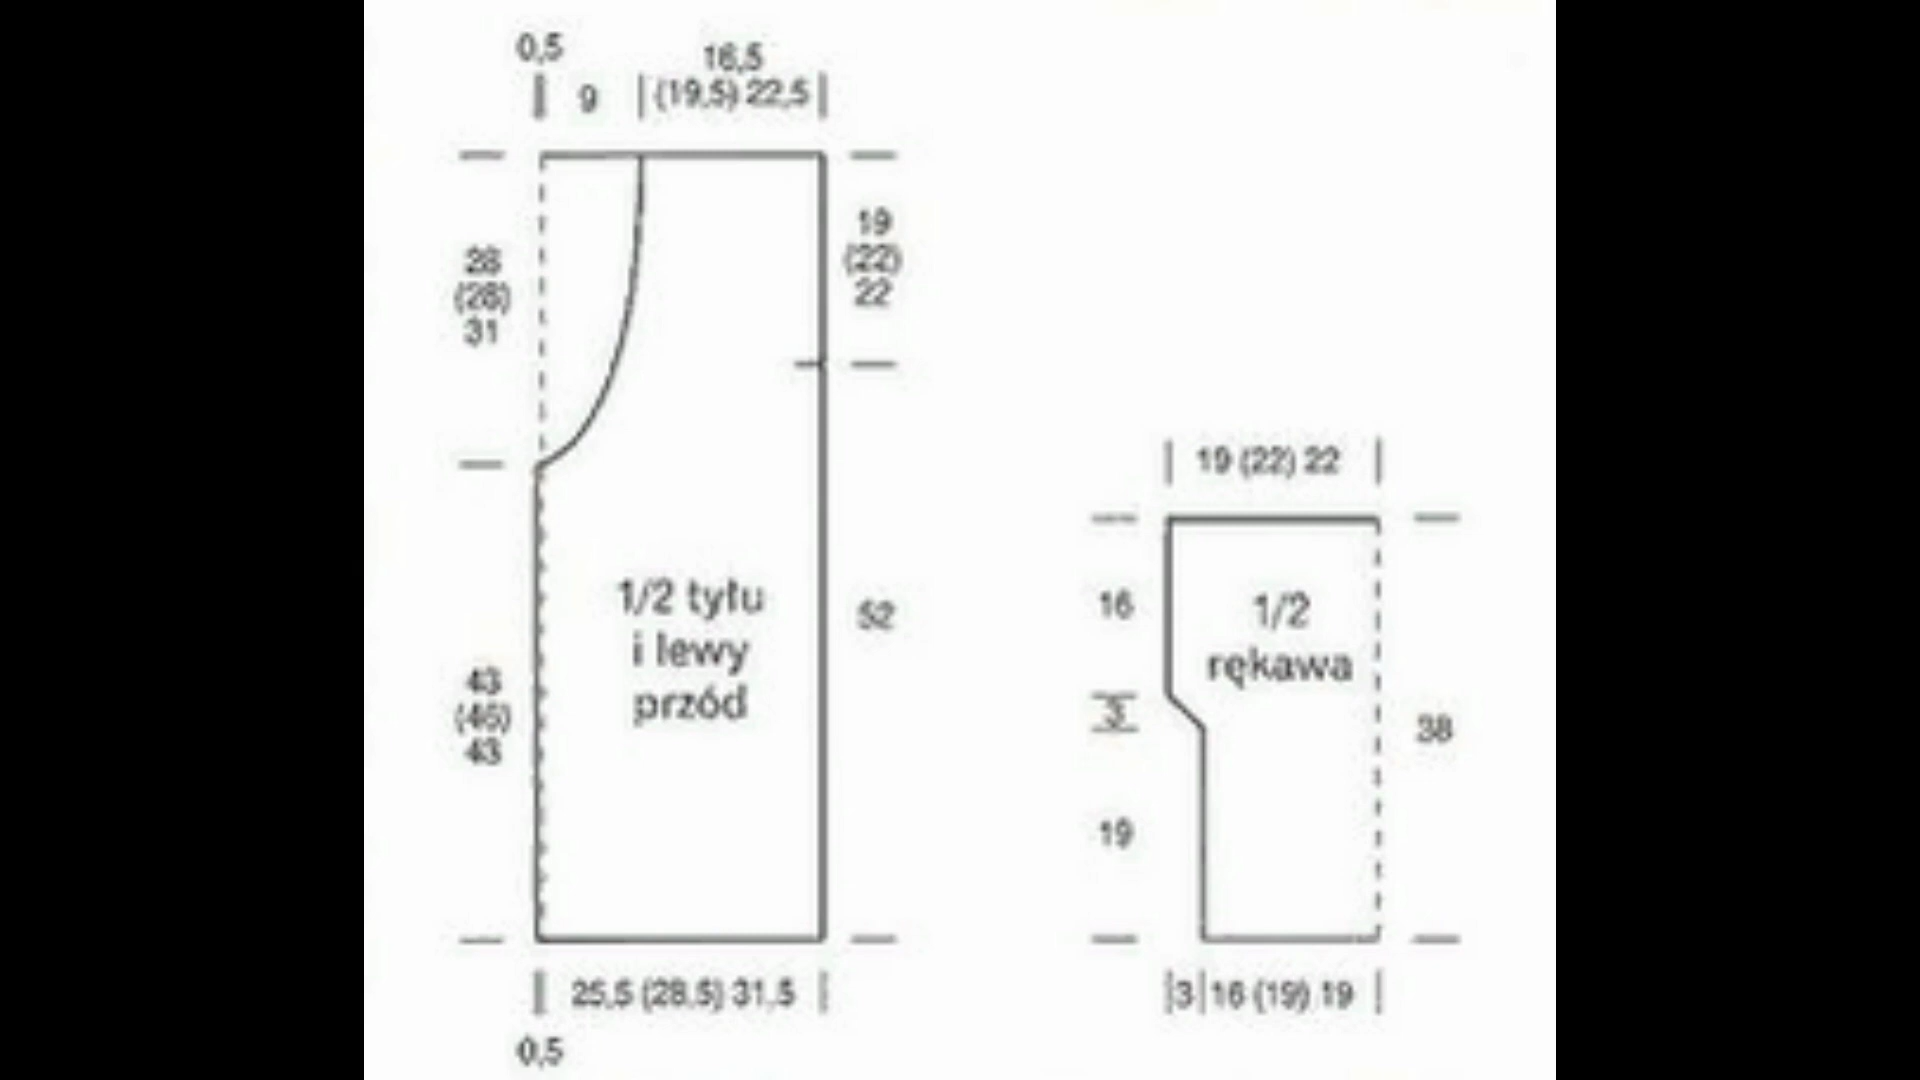 0,5
9
16,5
(19,5) 22,5
28
(28)
31
19
(22)
22
43
(46)
43
1/2 tyłu
i lewy
przód
52
25,5 (28,5) 31,5
0,5
19 (22) 22
16
3
19
1/2
rękawa
38
3 16 (19) 19